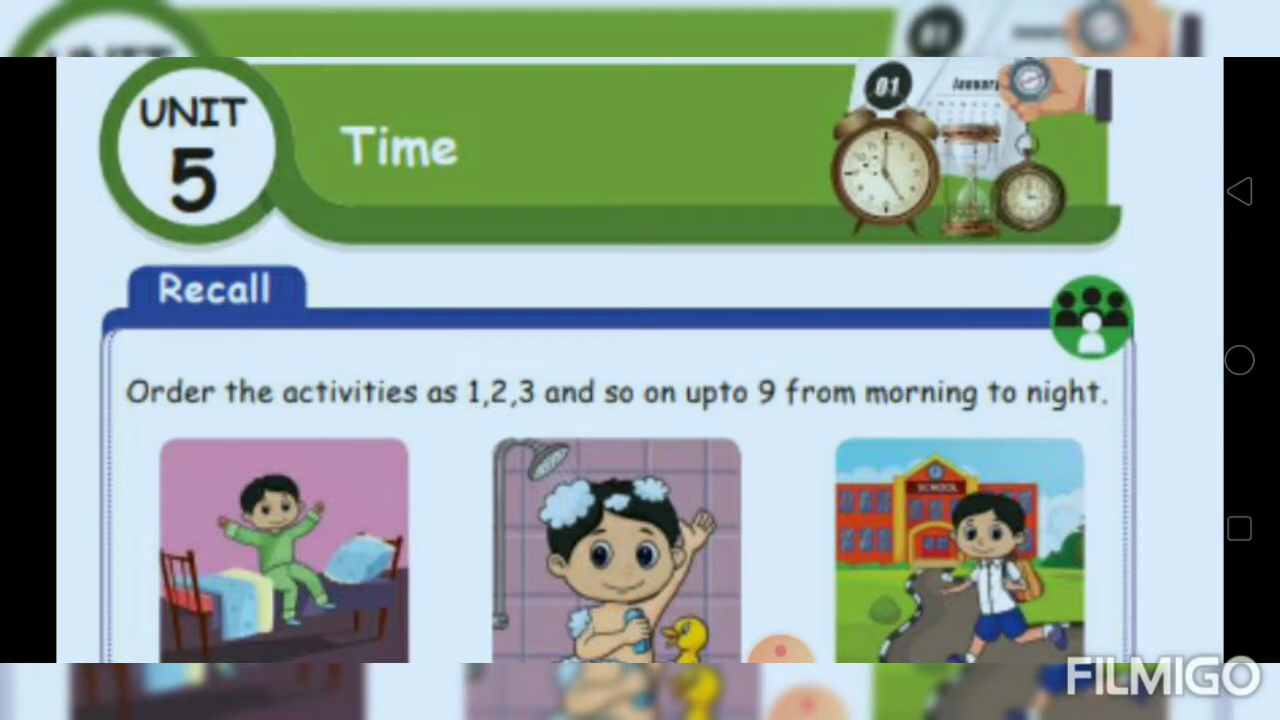 UNIT
5
Time
01
January
Recall
Order the activities as 1,2,3 and so on upto 9 from morning to night.
SCHOOL
FILMIGO